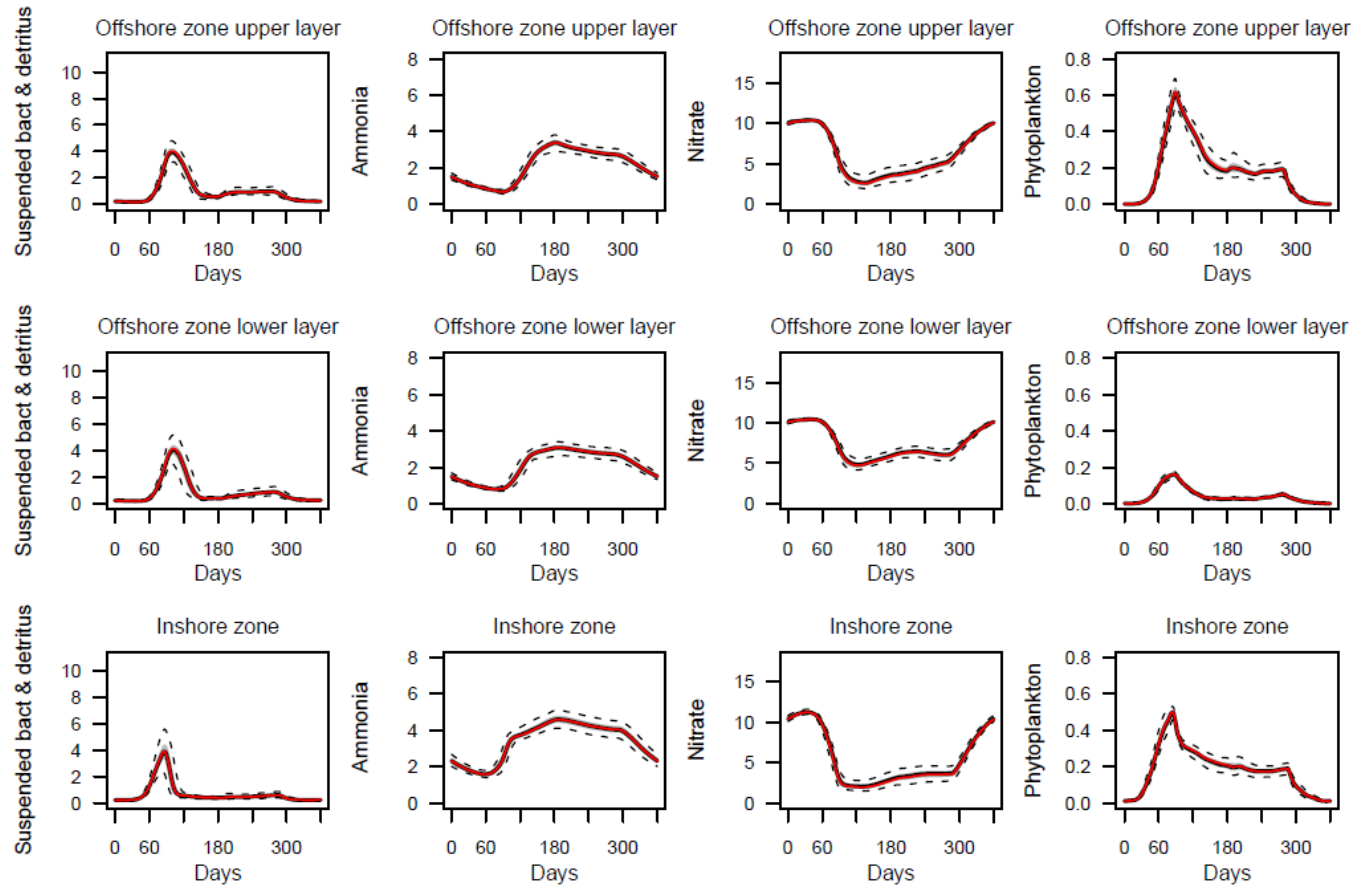 Offshore zone upper layer Offshore zone upper layer Offshore zone upper layer Offshore zone upper layer
Suspended bact & detritus
10
8
6
4
2
0
0 60 180 300
Days
Ammonia
8
6
4
2
0
0 60 180 300
Days
Nitrate
15
10
5
0
0 60 180 300
Days
Phytoplankton
0.8
0.6
0.4
0.2
0.0
0 60 180 300
Days
Offshore zone lower layer Offshore zone lower layer Offshore zone lower layer Offshore zone lower layer
Suspended bact & detritus
10
8
6
4
2
0
0 60 180 300
Days
Ammonia
8
6
4
2
0
0 60 180 300
Days
Nitrate
15
10
5
0
0 60 180 300
Days
Phytoplankton
0.8
0.6
0.4
0.2
0.0
0 60 180 300
Days
Inshore zone Inshore zone Inshore zone Inshore zone
Suspended bact & detritus
10
8
6
4
2
0
0 60 180 300
Days
Ammonia
8
6
4
2
0
0 60 180 300
Days
Nitrate
15
10
5
0
0 60 180 300
Days
Phytoplankton
0.8
0.6
0.4
0.2
0.0
0 60 180 300
Days